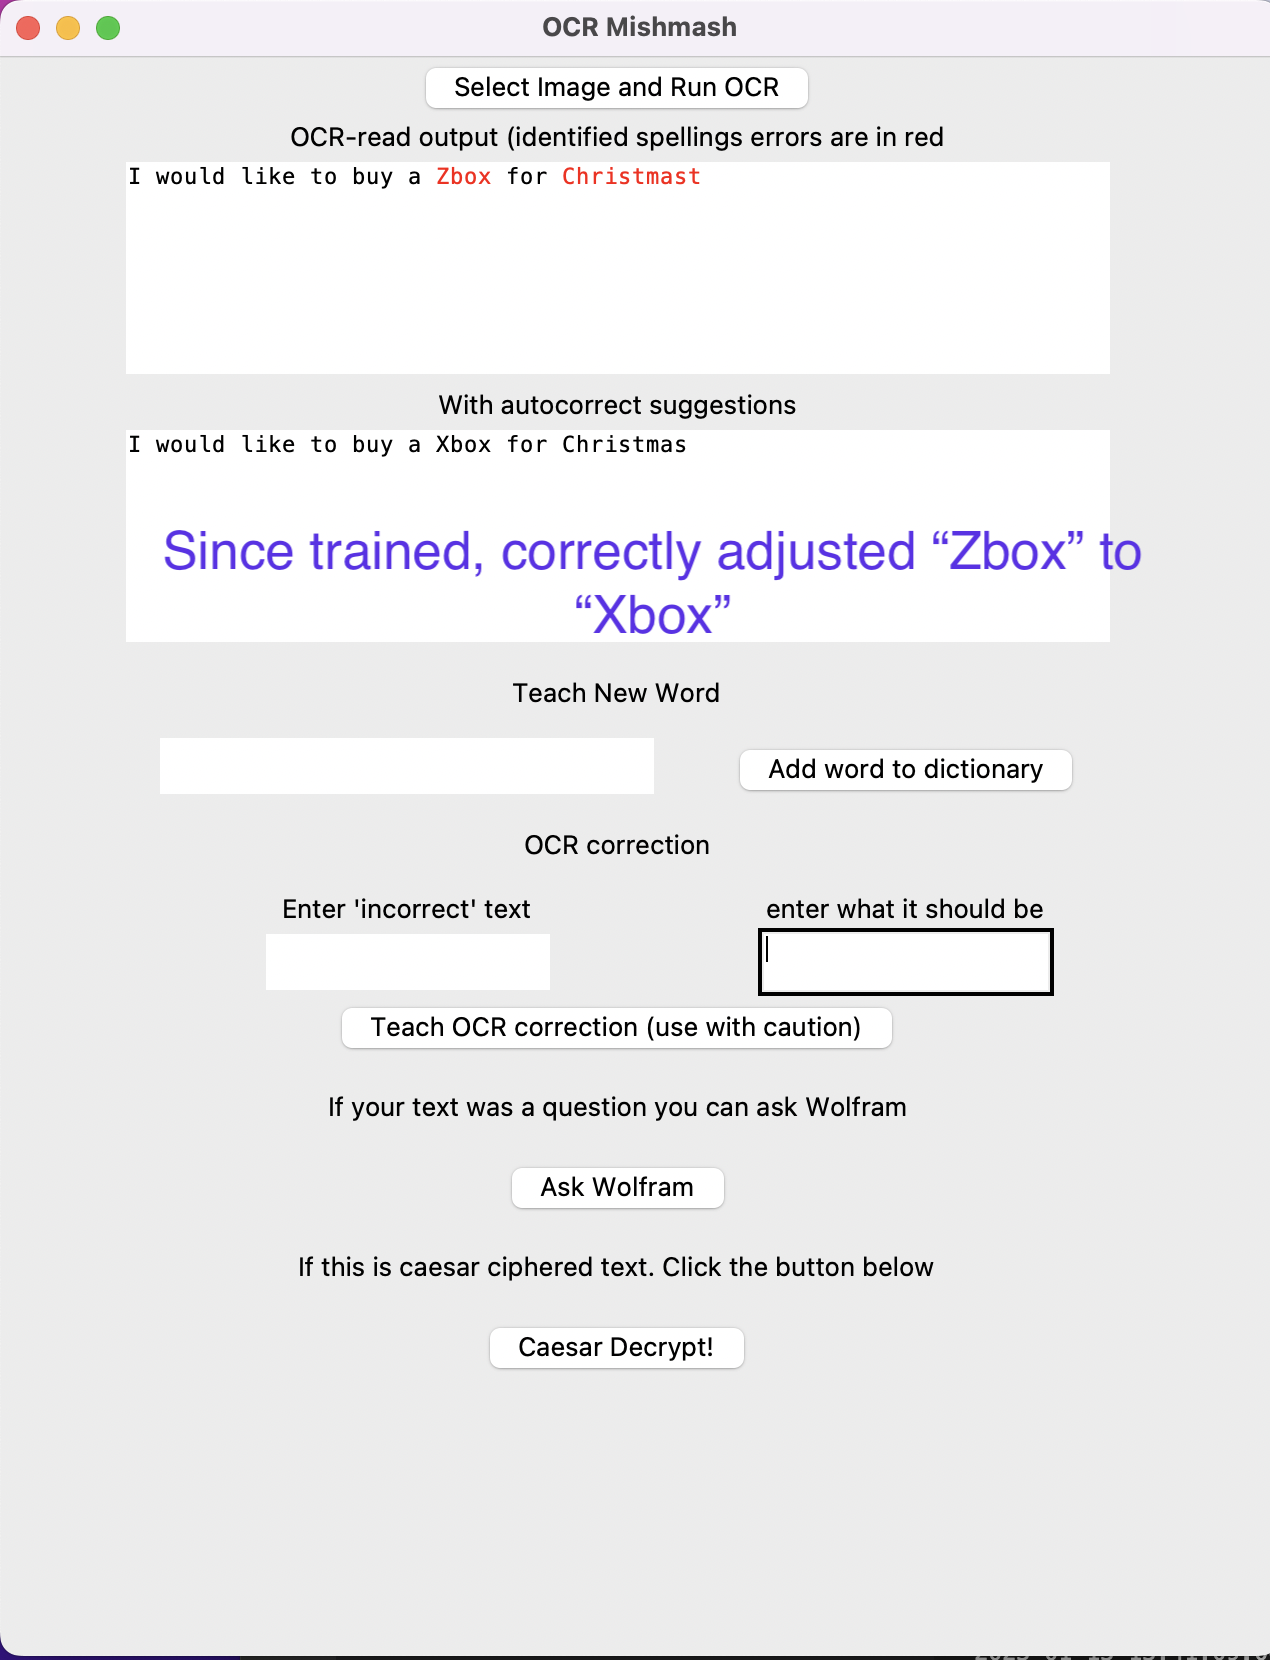 OCR Mishmash
Select Image and Run OCR
OCR-read output (identified spellings errors are in red
I would like to buy a Zbox for Christmast
With autocorrect suggestions
I would like to buy a Xbox for Christmas
Since trained, correctly adjusted “Zbox” to
“Xbox”
Teach New Word
Add word to dictionary
OCR correction
Enter 'incorrect' text
enter what it should be
Teach OCR correction (use with caution)
If your text was a question you can ask Wolfram
Ask Wolfram
If this is caesar ciphered text. Click the button below
Caesar Decrypt!